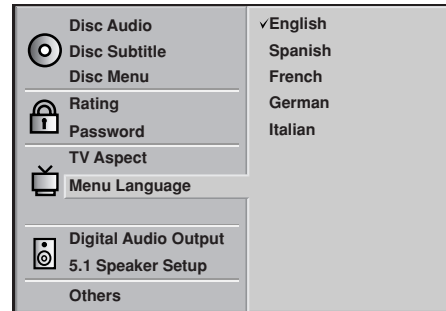 Disc Audio
Disc Subtitle
Disc Menu
Rating
Password
TV Aspect
Menu Language
Digital Audio Output
5.1 Speaker Setup
Others
✓English
Spanish
French
German
Italian